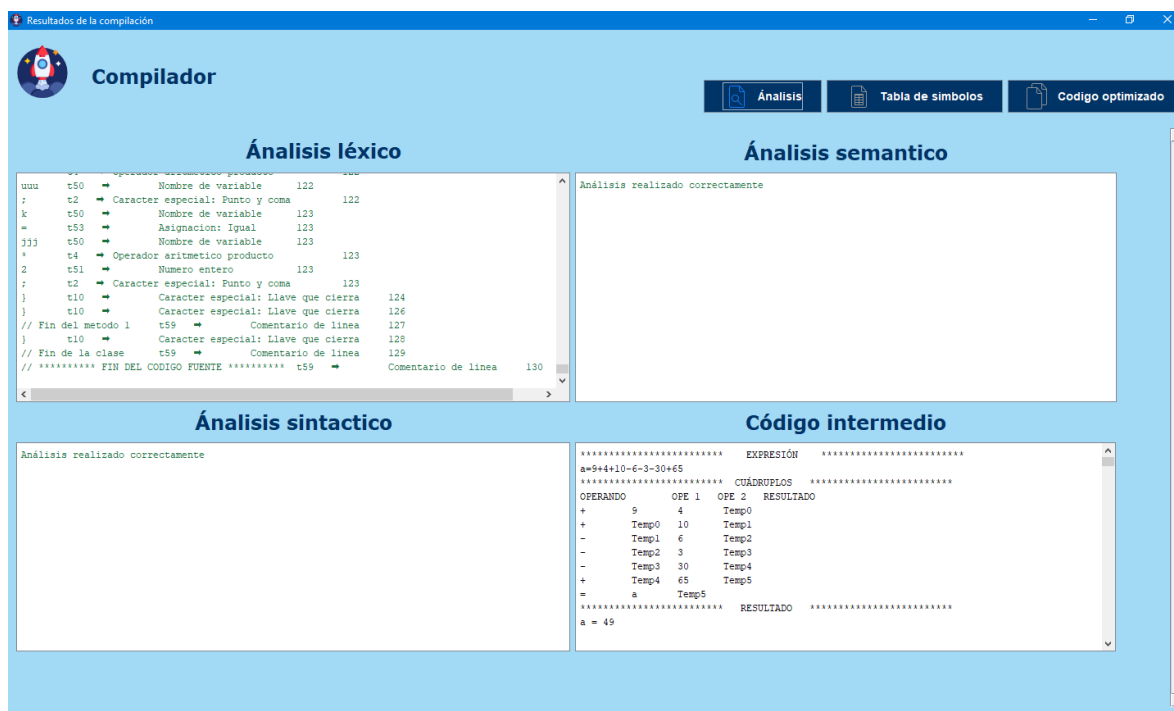 Resultados de la compilación
Compilador
Ánalisis
Tabla de simbolos
Codigo optimizado
Ánalisis léxico
uuu t50 ➡ Nombre de variable 122
; t2 ➡ Caracter especial: Punto y coma 122
k t50 ➡ Nombre de variable 123
= t53 ➡ Asignacion: Igual 123
jjj t50 ➡ Nombre de variable 123
* t4 ➡ Operador aritmetico producto 123
2 t51 ➡ Numero entero 123
; t2 ➡ Caracter especial: Punto y coma 123
} t10 ➡ Caracter especial: Llave que cierra 124
} t10 ➡ Caracter especial: Llave que cierra 126
// Fin del metodo 1 t59 ➡ Comentario de linea 127
} t10 ➡ Caracter especial: Llave que cierra 128
// Fin de la clase t59 ➡ Comentario de linea 129
// ********** FIN DEL CODIGO FUENTE ********** t59 ➡ Comentario de linea 130
Ánalisis semantico
Análisis realizado correctamente
Ánalisis sintactico
Análisis realizado correctamente
Código intermedio
************************* EXPRESIÓN *************************
a=9+4+10-6-3-30+65
************************* CUÁDRUPLOS *************************
OPERANDO OPE 1 OPE 2 RESULTADO
+ 9 4 Temp0
+ Temp0 10 Temp1
- Temp1 6 Temp2
- Temp2 3 Temp3
- Temp3 30 Temp4
+ Temp4 65 Temp5
= a Temp5
************************* RESULTADO *************************
a = 49